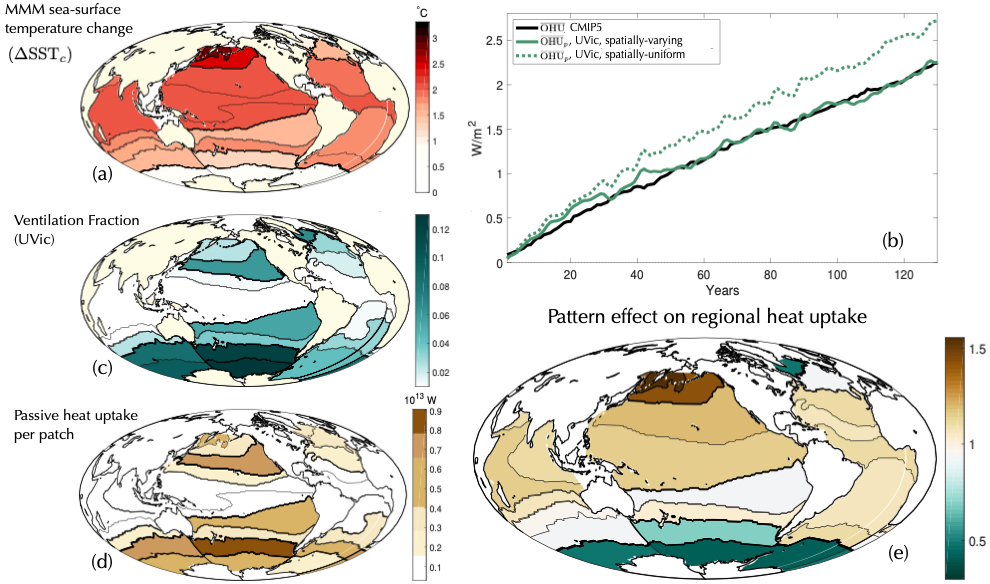 MMM sea-surface
temperature change
(ΔSST_c)
°C
3
2.5
2
1.5
1
0.5
0
(a)
W/m²
2.5
2
1.5
1
0.5
0
OHU CMIP5
OHU_p, UVic, spatially-varying
OHU_p, UVic, spatially-uniform
20
40
60
80
100
120
Years
(b)
Ventilation Fraction
(UVic)
0.12
0.10
0.08
0.06
0.04
0.02
(c)
Passive heat uptake
per patch
10¹³ W
0.9
0.8
0.7
0.6
0.5
0.4
0.3
0.2
0.1
(d)
Pattern effect on regional heat uptake
1.5
1
0.5
(e)